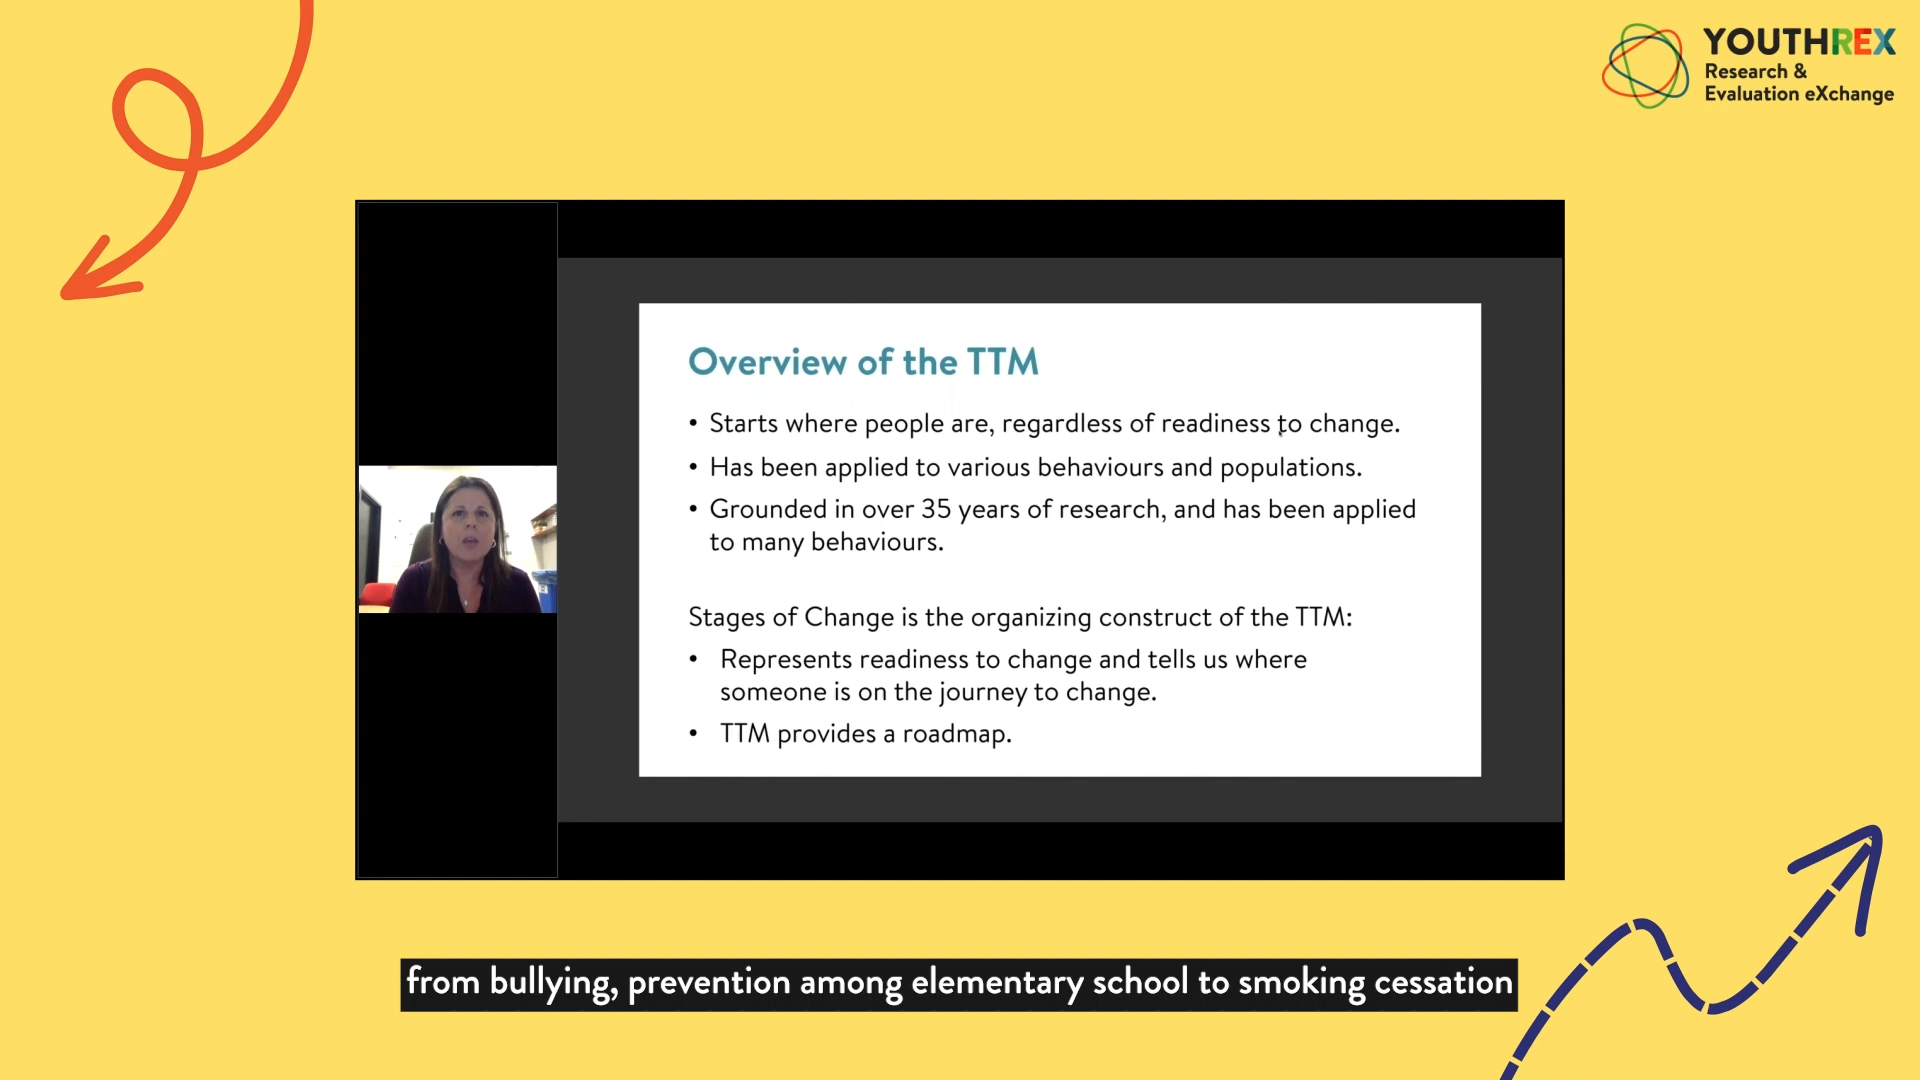 YOUTHREX
Research &
Evaluation eXchange
Overview of the TTM
• Starts where people are, regardless of readiness to change.
• Has been applied to various behaviours and populations.
• Grounded in over 35 years of research, and has been applied
to many behaviours.
Stages of Change is the organizing construct of the TTM:
• Represents readiness to change and tells us where
someone is on the journey to change.
• TTM provides a roadmap.
from bullying, prevention among elementary school to smoking cessation